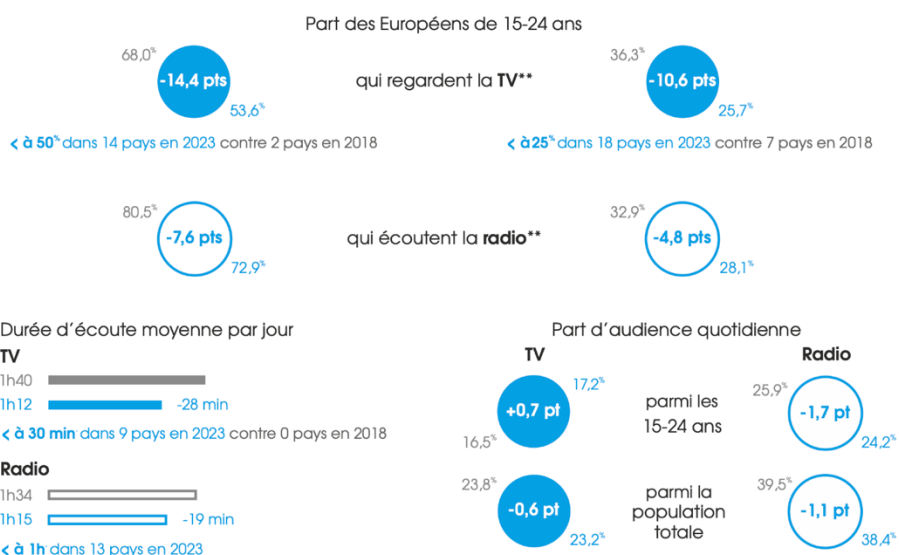 Part des Européens de 15-24 ans
68,0%
-14,4 pts
53,6%
qui regardent la TV**
36,3%
-10,6 pts
25,7%
< à 50% dans 14 pays en 2023 contre 2 pays en 2018
< à 25% dans 18 pays en 2023 contre 7 pays en 2018
80,5%
-7,6 pts
72,9%
qui écoutent la radio**
32,9%
-4,8 pts
28,1%
Durée d'écoute moyenne par jour
TV
1h40
1h12 -28 min
< à 30 min dans 9 pays en 2023 contre 0 pays en 2018
Radio
1h34
1h15 -19 min
< à 1h dans 13 pays en 2023
Part d'audience quotidienne
TV
Radio
17,2%
+0,7 pt
16,5%
parmi les
15-24 ans
25,9%
-1,7 pt
24,2%
23,8%
-0,6 pt
23,2%
parmi la
population
totale
39,5%
-1,1 pt
38,4%